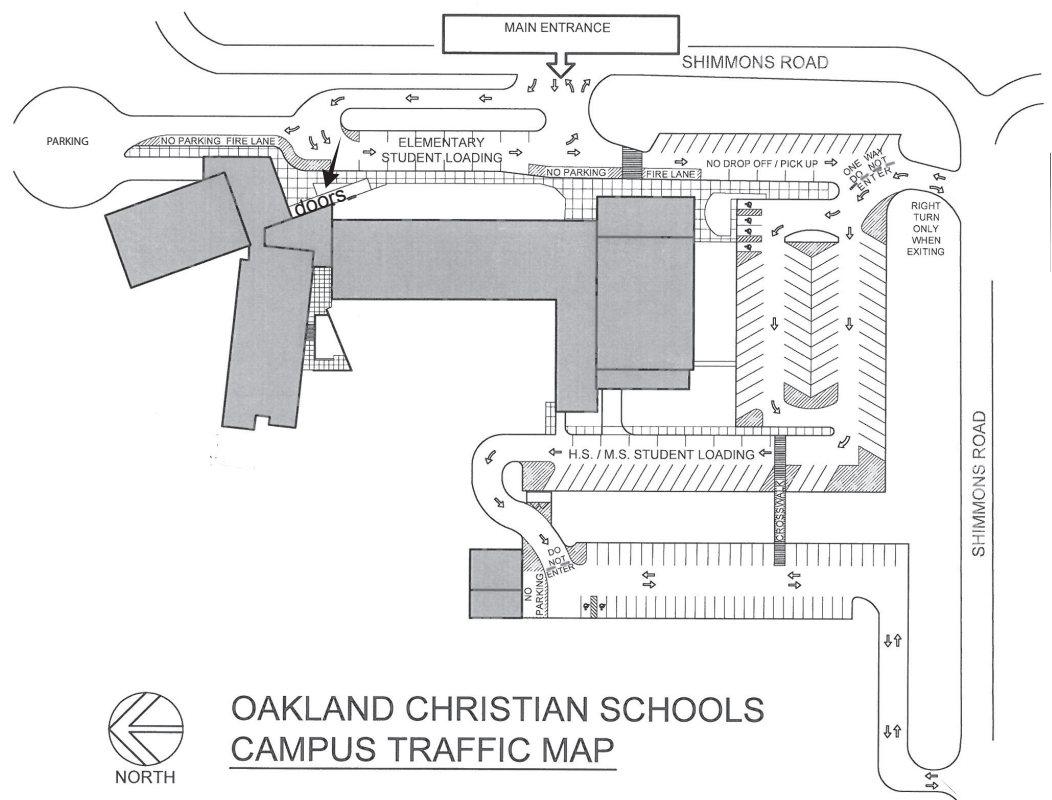 MAIN ENTRANCE
SHIMMONS ROAD
PARKING
NO PARKING FIRE LANE
ELEMENTARY
STUDENT LOADING
doors
NO PARKING
FIRE LANE
NO DROP OFF / PICK UP
ONE WAY
DO NOT
ENTER
RIGHT
TURN
ONLY
WHEN
EXITING
H.S. / M.S. STUDENT LOADING
CROSSWALK
SHIMMONS ROAD
DO
NOT
ENTER
NO
PARKING
OAKLAND CHRISTIAN SCHOOLS
CAMPUS TRAFFIC MAP
NORTH